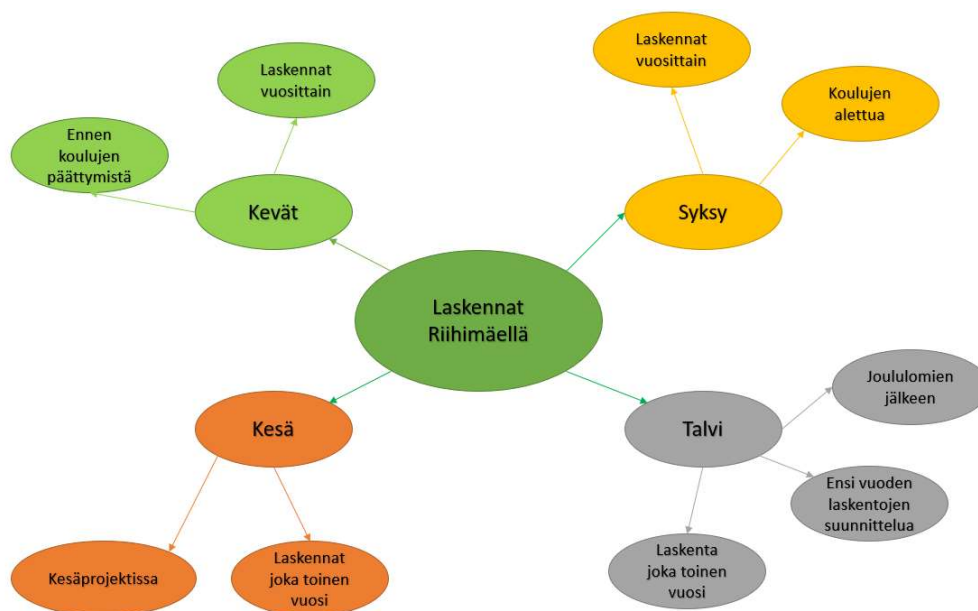 Laskennat
vuosittain
Ennen
koulujen
päättymistä
Kevät
Laskennat
vuosittain
Koulujen
alettua
Syksy
Laskennat
Riihimäellä
Kesä
Kesäprojektissa
Laskennat
joka toinen
vuosi
Talvi
Joululomien
jälkeen
Ensi vuoden
laskentojen
suunnittelua
Laskenta
joka toinen
vuosi